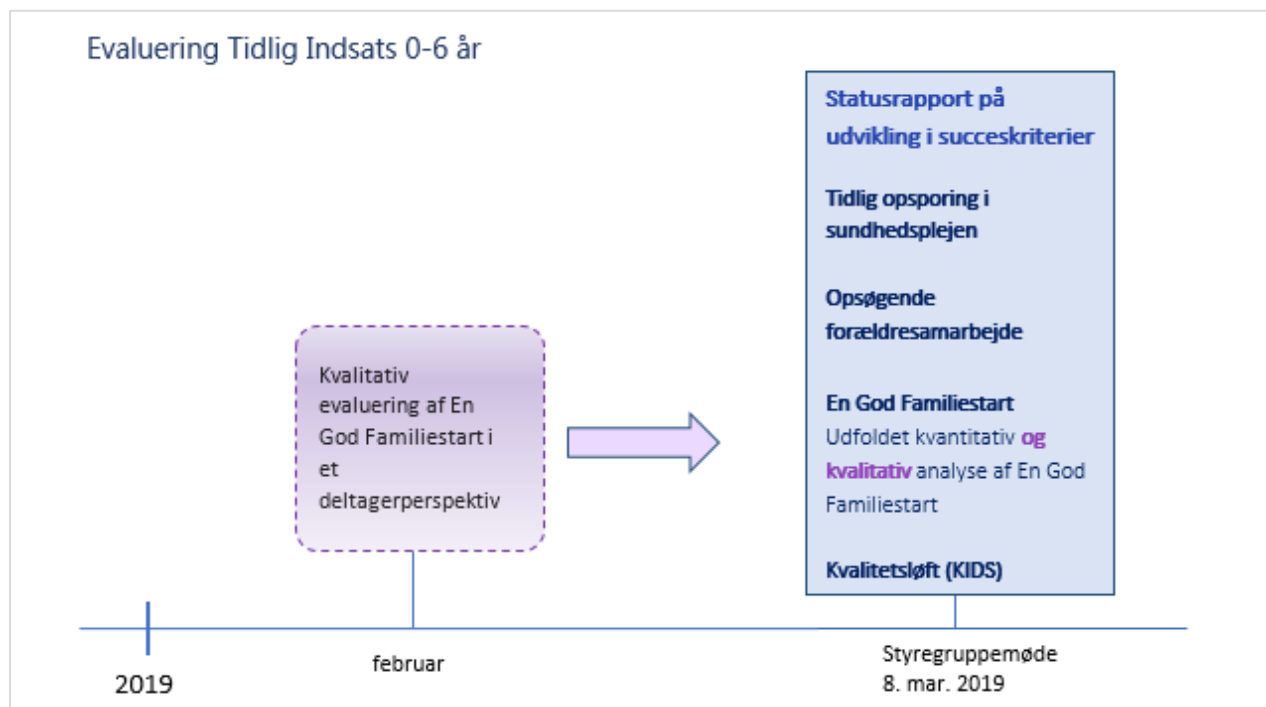 Evaluering Tidlig Indsats 0-6 år
Kvalitativ
evaluering af En
God Familiestart i
et
deltagerperspektiv
Statusrapport på
udvikling i succeskriterier
Tidlig opsporing i
sundhedsplejen
Opsøgende
forældresamarbejde
En God Familiestart
Udfoldet kvantitativ og
kvalitativ analyse af En God
Familiestart
Kvalitetsløft (KIDS)
2019
februar
Styregruppemøde
8. mar. 2019